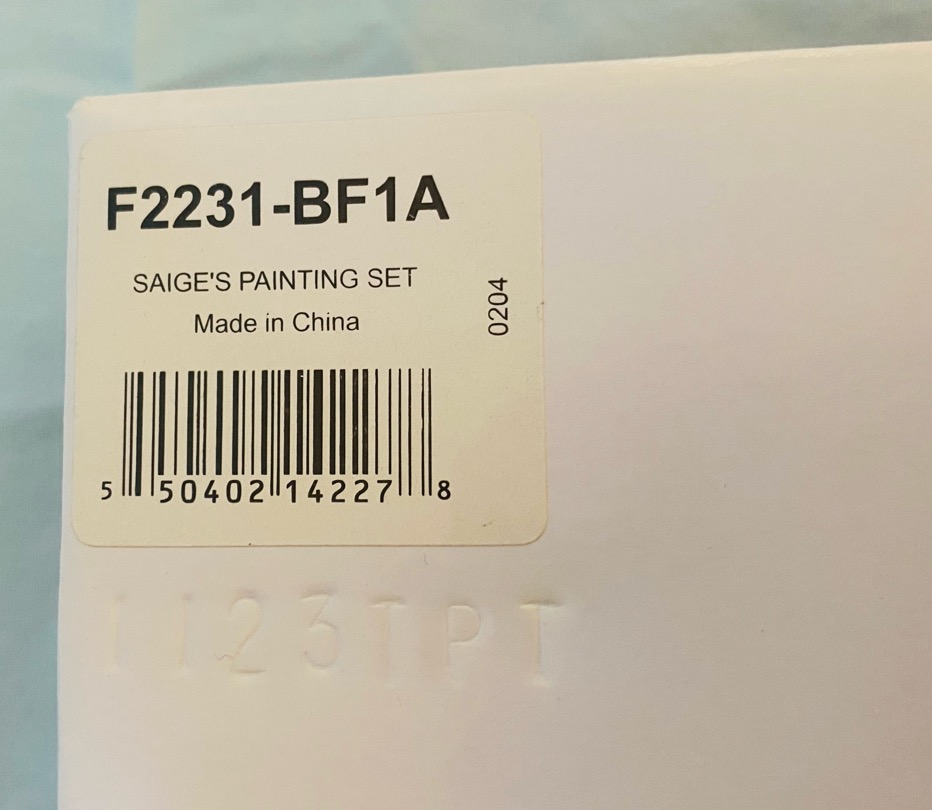 F2231-BF1A
SAIGE'S PAINTING SET
Made in China
0204
5 50402 14227 8
1123TPT